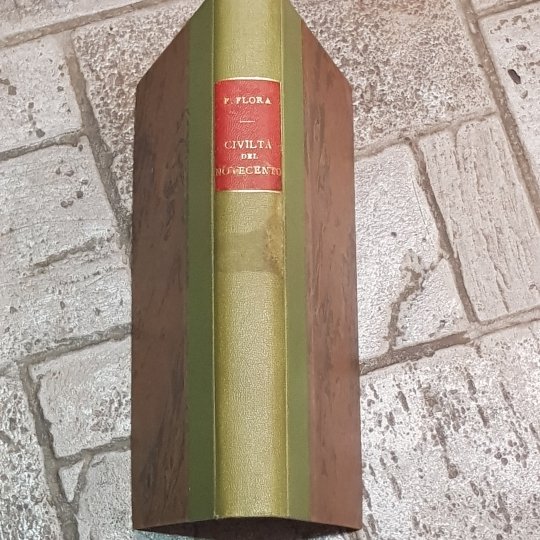 F. FLORA
CIVILTÀ
DEL
NOVECENTO